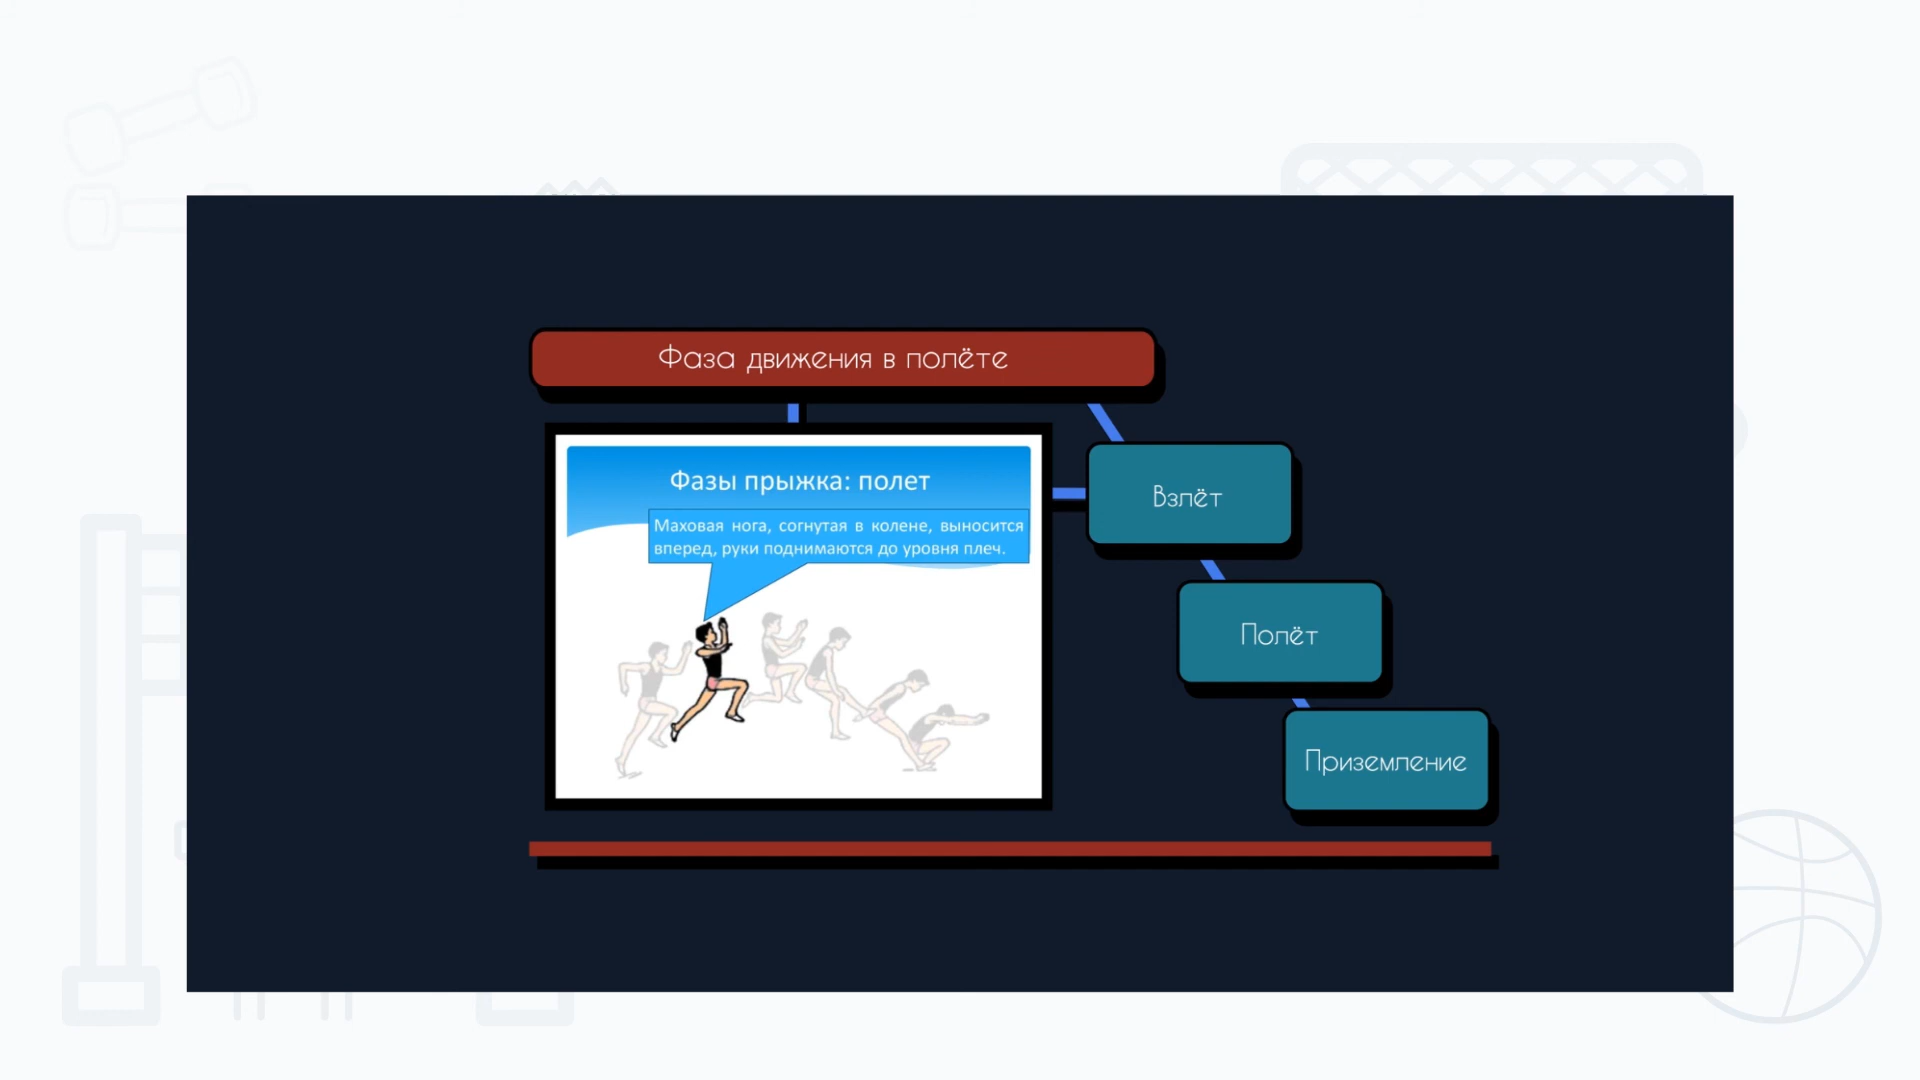 Фаза движения в полёте
Фазы прыжка: полет
Маховая нога, согнутая в колене, выносится
вперед, руки поднимаются до уровня плеч.
Взлёт
Полёт
Приземление